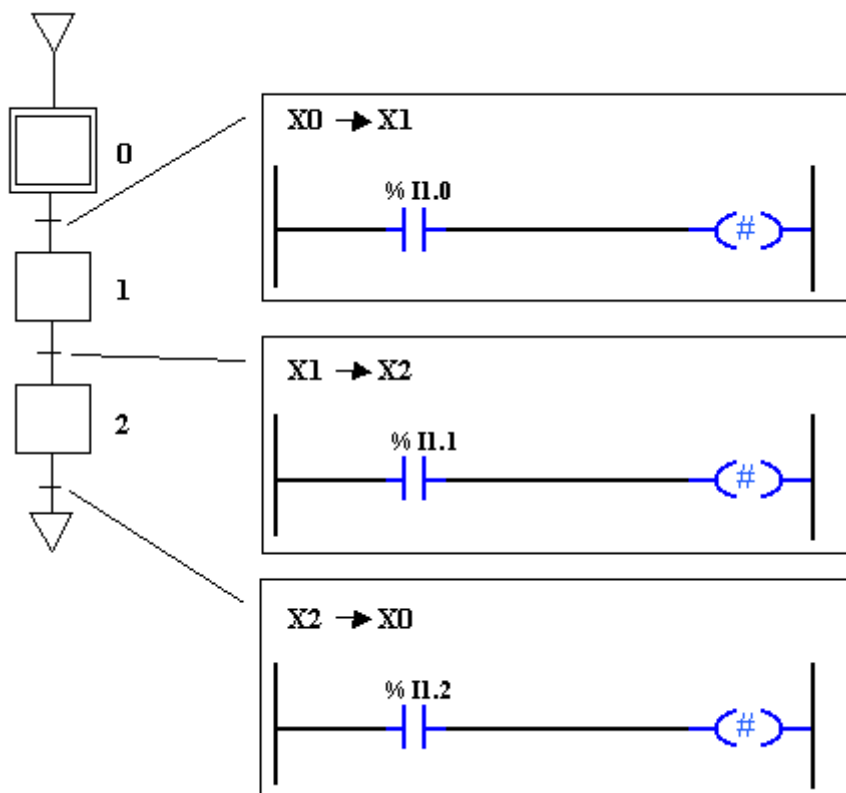 0
1
2
X0 → X1
% I1.0
#
X1 → X2
% I1.1
#
X2 → X0
% I1.2
#